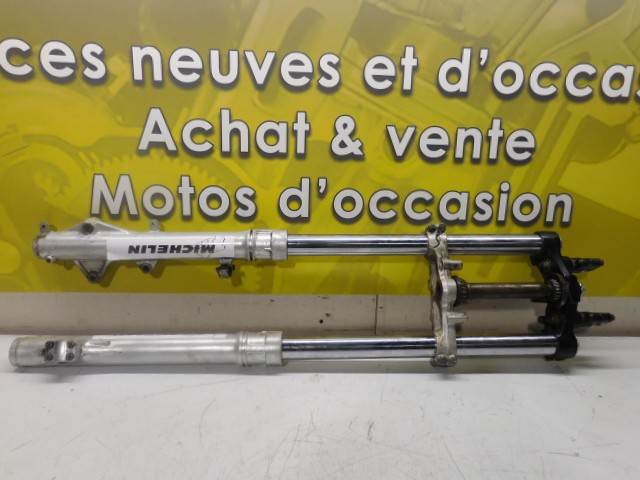 ces neuves et d'occas
Achat & vente
Motos d'occasion
MICHELIN